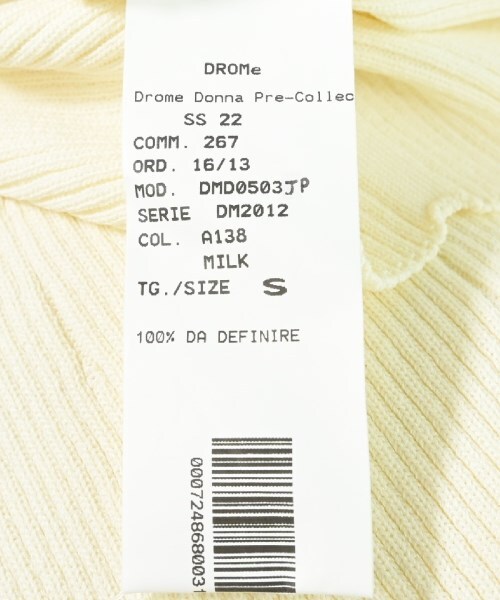 DROMe
Drome Donna Pre-Collec
SS 22
COMM. 267
ORD. 16/13
MOD. DMD0503JP
SERIE DM2012
COL. A138
MILK
TG./SIZE S
100% DA DEFINIRE
0007248680031